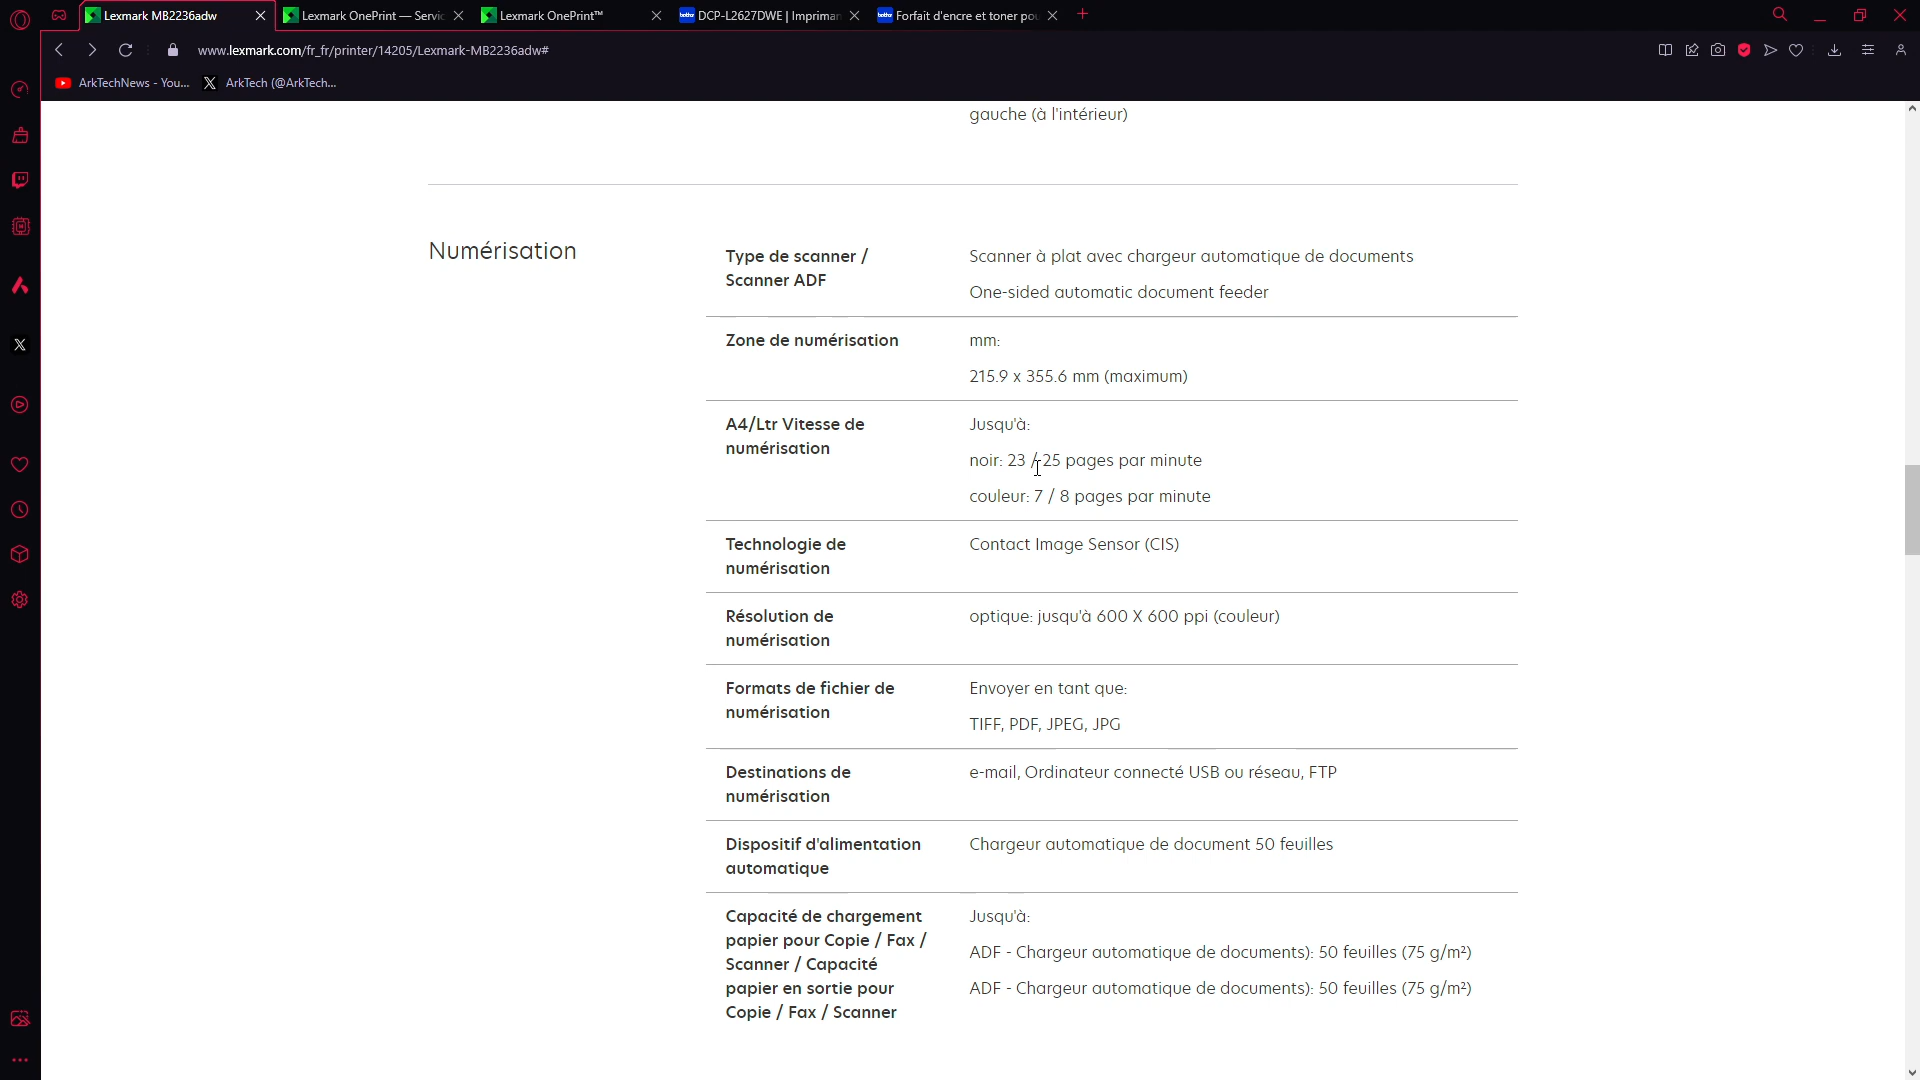 Lexmark MB2236adw
Lexmark OnePrint — Servic
Lexmark OnePrint™
brother
DCP-L2627DWE | Impriman
brother
Forfait d'encre et toner pou
www.lexmark.com/fr_fr/printer/14205/Lexmark-MB2236adw#
ArkTechNews - You...
ArkTech (@ArkTech...
gauche (à l'intérieur)
Numérisation
Type de scanner /
Scanner ADF
Scanner à plat avec chargeur automatique de documents
One-sided automatic document feeder
Zone de numérisation
mm:
215.9 x 355.6 mm (maximum)
A4/Ltr Vitesse de
numérisation
Jusqu'à:
noir: 23 / 25 pages par minute
couleur: 7 / 8 pages par minute
Technologie de
numérisation
Contact Image Sensor (CIS)
Résolution de
numérisation
optique: jusqu'à 600 X 600 ppi (couleur)
Formats de fichier de
numérisation
Envoyer en tant que:
TIFF, PDF, JPEG, JPG
Destinations de
numérisation
e-mail, Ordinateur connecté USB ou réseau, FTP
Dispositif d'alimentation
automatique
Chargeur automatique de document 50 feuilles
Capacité de chargement
papier pour Copie / Fax /
Scanner / Capacité
papier en sortie pour
Copie / Fax / Scanner
Jusqu'à:
ADF - Chargeur automatique de documents): 50 feuilles (75 g/m²)
ADF - Chargeur automatique de documents): 50 feuilles (75 g/m²)